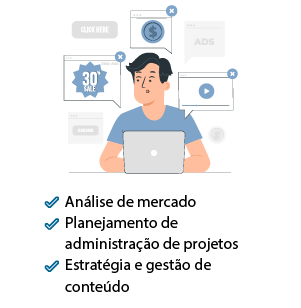 CLICK HERE
$
ADS
30%
SALE
Análise de mercado
Planejamento de
administração de projetos
Estratégia e gestão de
conteúdo